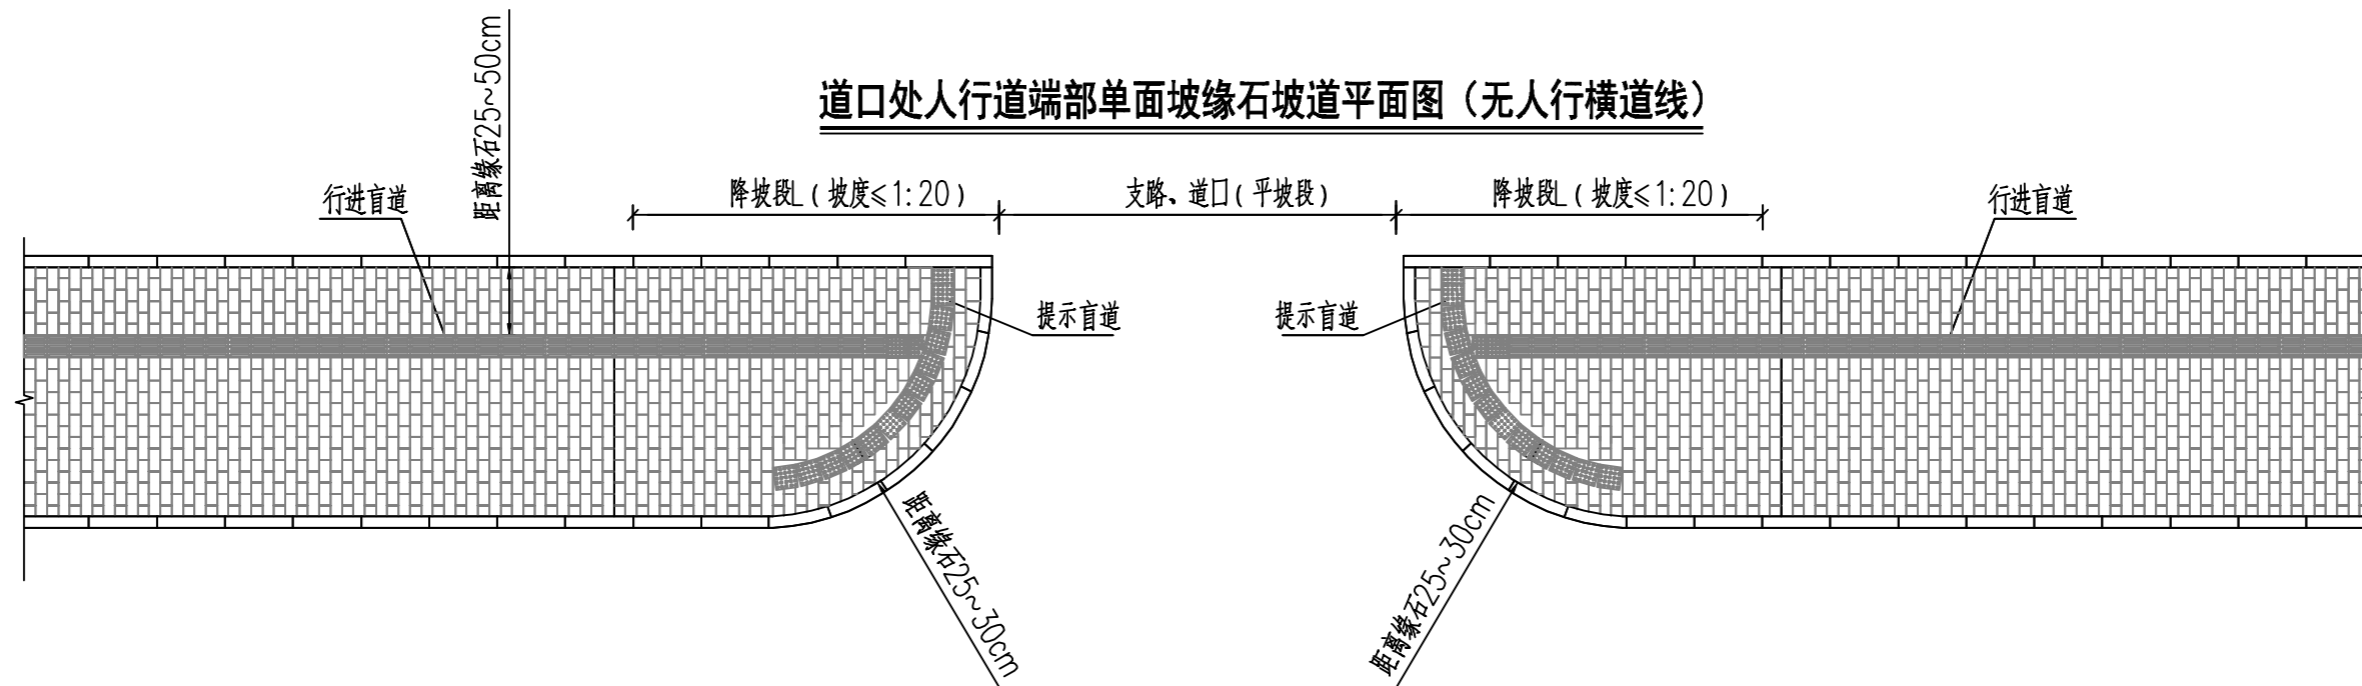 道口处人行道端部单面坡缘石坡道平面图（无人行横道线）
距离缘石25~50cm
行进盲道
降坡段L（坡度≤1:20）
支路、道口（平坡段）
降坡段L（坡度≤1:20）
行进盲道
提示盲道
提示盲道
距离缘石25~30cm
距离缘石25~30cm